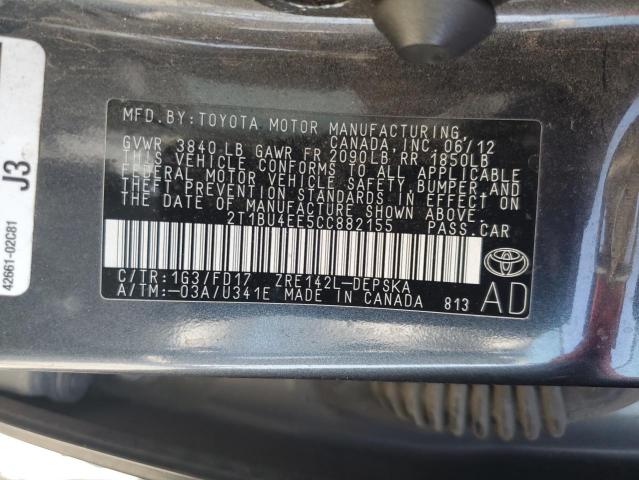 MFD. BY: TOYOTA MOTOR MANUFACTURING,
CANADA, INC. 06/12
GVWR 3840 LB GAWR FR 2090LB RR 1850LB
THIS VEHICLE CONFORMS TO ALL APPLICABLE
FEDERAL MOTOR VEHICLE SAFETY, BUMPER, AND
THEFT PREVENTION STANDARDS IN EFFECT ON
THE DATE OF MANUFACTURE SHOWN ABOVE.
2T1BU4EE5CC882155 PASS.CAR
C/TR:1G3/FD17 ZRE142L-DEPSKA
A/TM:-03A/U341E MADE IN CANADA 813
TOYOTA
AD
42661-02C81
J3